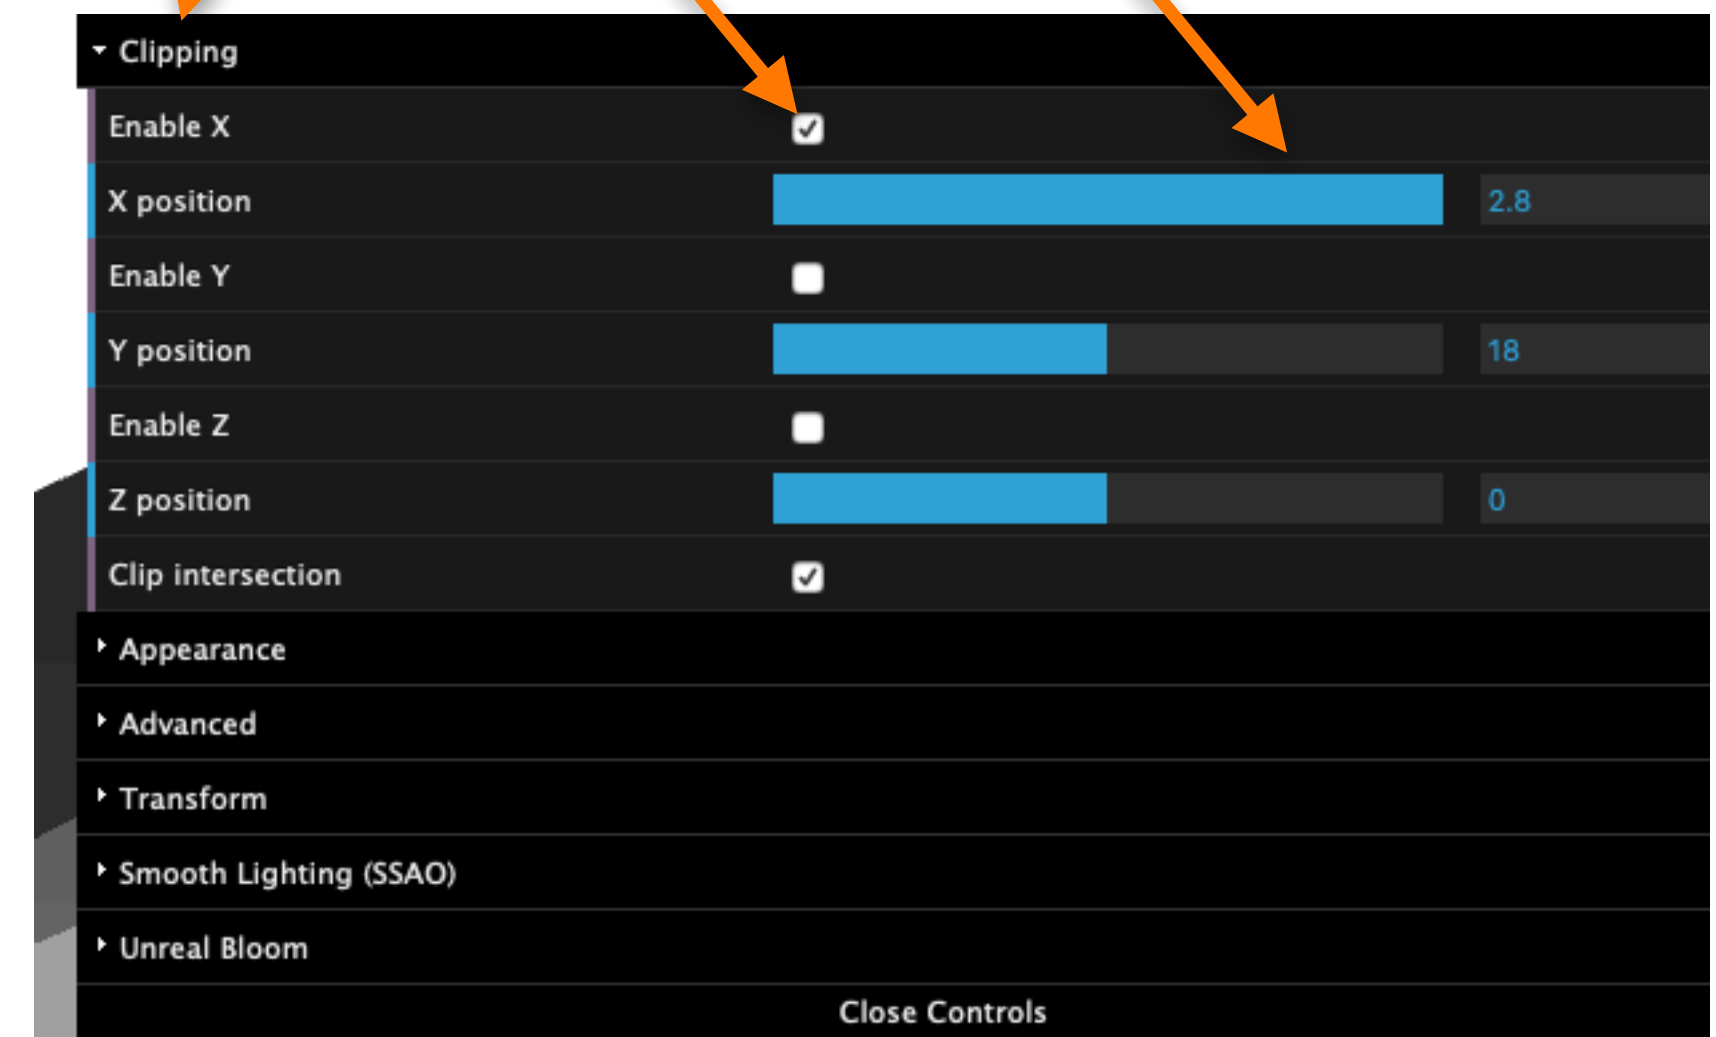 Clipping
Enable X
X position 2.8
Enable Y
Y position 18
Enable Z
Z position 0
Clip intersection
Appearance
Advanced
Transform
Smooth Lighting (SSAO)
Unreal Bloom
Close Controls